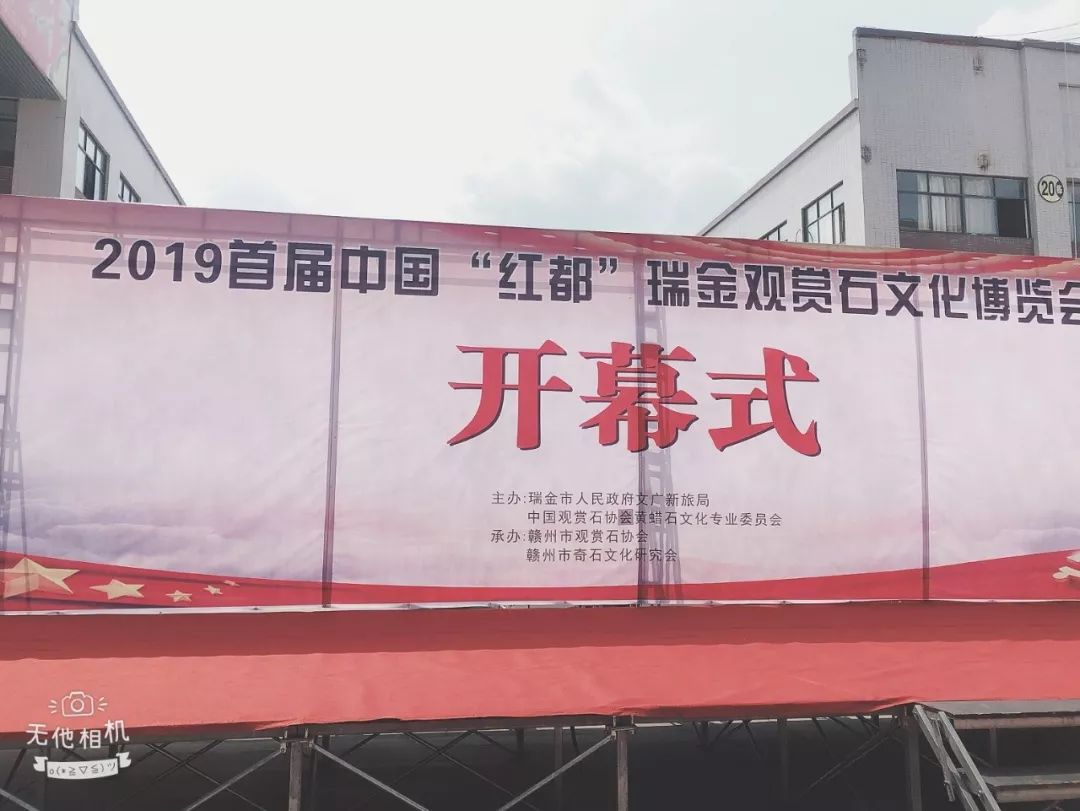 2019首届中国“红都”瑞金观赏石文化博览会
开幕式
主办:瑞金市人民政府文广新旅局
中国观赏石协会黄蜡石文化专业委员会
承办:赣州市观赏石协会
赣州市奇石文化研究会
20
无他相机